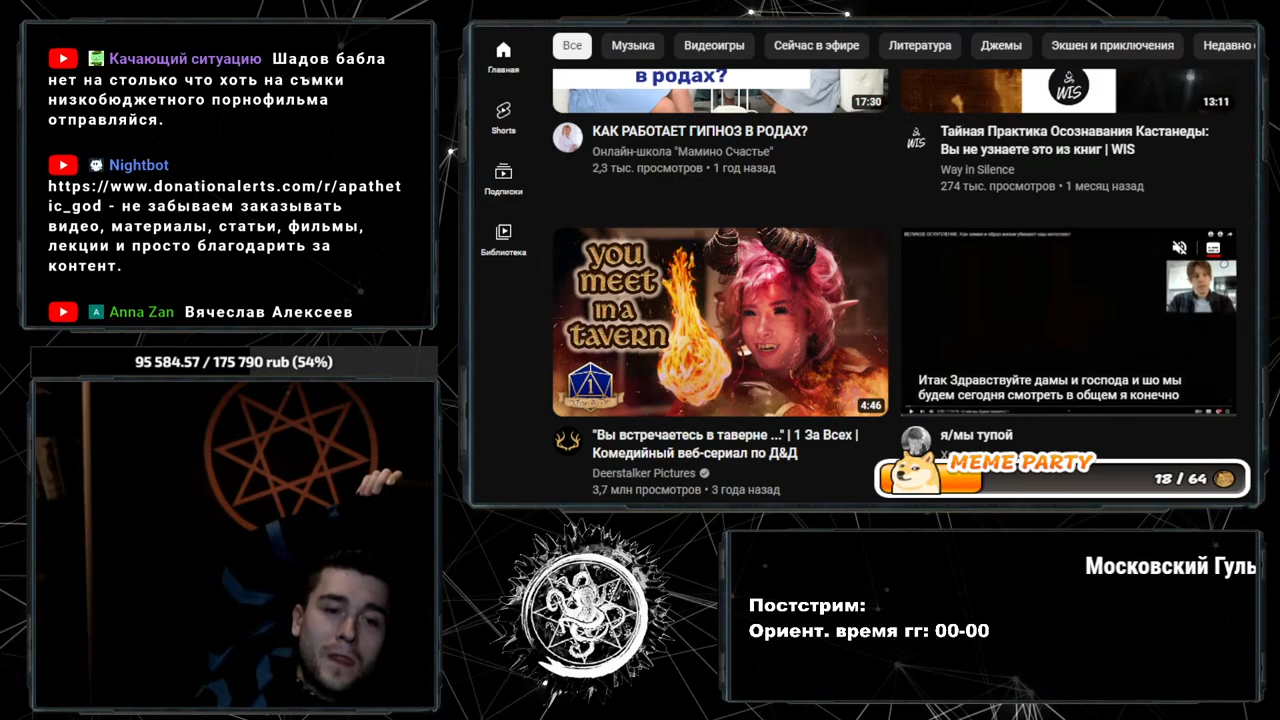 Качающий ситуацию Шадов бабла
нет на столько что хоть на съмки
низкобюджетного порнофильма
отправляйся.
Nightbot
https://www.donationalerts.com/r/apathet
ic_god - не забываем заказывать
видео, материалы, статьи, фильмы,
лекции и просто благодарить за
контент.
A Anna Zan Вячеслав Алексеев
95 584.57 / 175 790 rub (54%)
Главная
Shorts
Подписки
Библиотека
Все Музыка Видеоигры Сейчас в эфире Литература Джемы Экшен и приключения Недавно
в родах?
17:30
КАК РАБОТАЕТ ГИПНОЗ В РОДАХ?
Онлайн-школа "Мамино Счастье"
2,3 тыс. просмотров • 1 год назад
WIS
13:11
WIS
Тайная Практика Осознавания Кастанеды:
Вы не узнаете это из книг | WIS
Way in Silence
274 тыс. просмотров • 1 месяц назад
you
meet
in a
tavern
1
4:46
"Вы встречаетесь в таверне ..." | 1 За Всех |
Комедийный веб-сериал по Д&Д
Deerstalker Pictures
3,7 млн просмотров • 3 года назад
Итак Здравствуйте дамы и господа и шо мы
будем сегодня смотреть в общем я конечно
я/мы тупой
MEME PARTY
18 / 64
Московский Гуль
Постстрим:
Ориент. время гг: 00-00